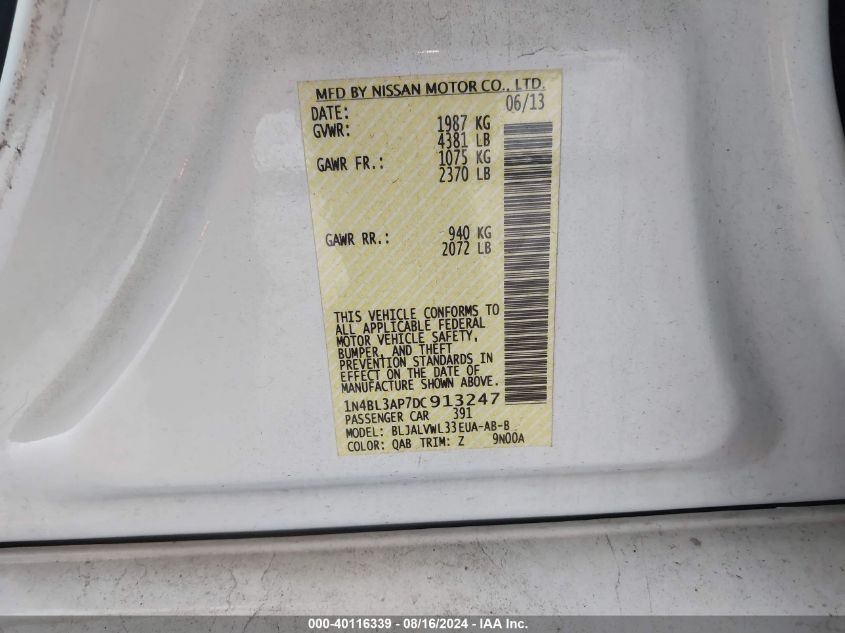 MFD BY NISSAN MOTOR CO., LTD.
DATE: 06/13
GVWR: 1987 KG
4381 LB
GAWR FR.: 1075 KG
2370 LB
GAWR RR.: 940 KG
2072 LB
THIS VEHICLE CONFORMS TO
ALL APPLICABLE FEDERAL
MOTOR VEHICLE SAFETY,
BUMPER, AND THEFT
PREVENTION STANDARDS IN
EFFECT ON THE DATE OF
MANUFACTURE SHOWN ABOVE.
1N4BL3AP7DC913247
PASSENGER CAR 391
MODEL: BLJALVWL33EUA-AB-B
COLOR: QAB TRIM: Z 9N00A
000-40116339 - 08/16/2024 - IAA Inc.